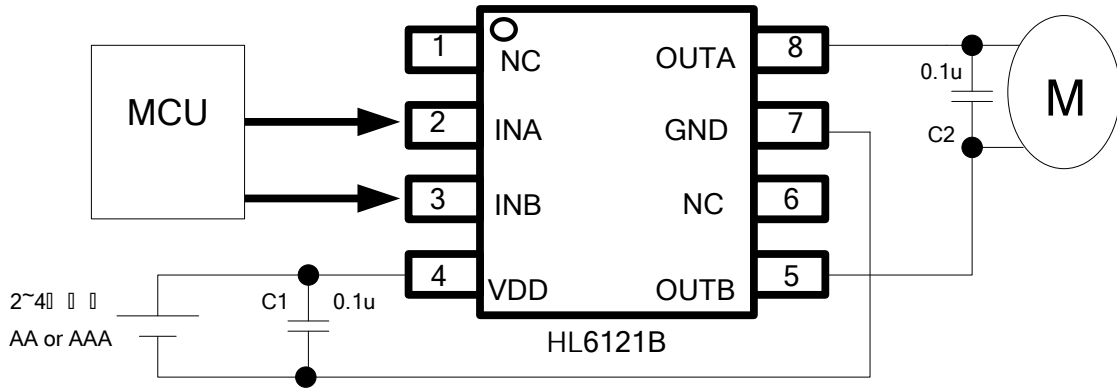 MCU
1
NC
2
INA
3
INB
4
VDD
OUTA
8
GND
7
NC
6
OUTB
5
HL6121B
0.1u
C2
M
2~4
AA or AAA
C1
0.1u